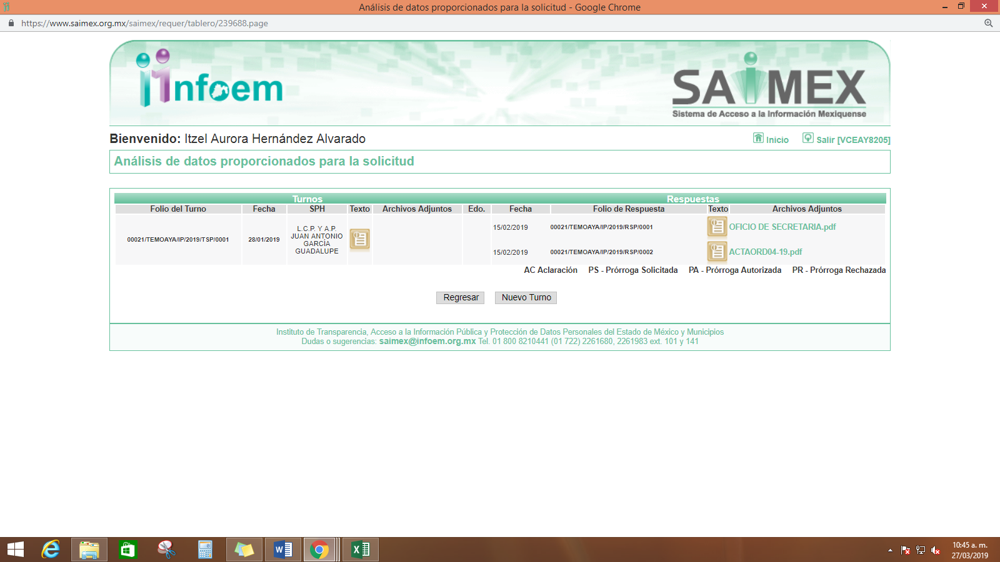 Análisis de datos proporcionados para la solicitud - Google Chrome
https://www.saimex.org.mx/saimex/requer/tablero/239688.page
infoem
SAIMEX
Sistema de Acceso a la Información Mexiquense
Bienvenido: Itzel Aurora Hernández Alvarado
Inicio Salir [VCEAY8205]
Análisis de datos proporcionados para la solicitud
Turnos Respuestas
Folio del Turno Fecha SPH Texto Archivos Adjuntos Edo. Fecha Folio de Respuesta Texto Archivos Adjuntos
00021/TEMOAYA/IP/2019/TSP/0001 28/01/2019
L.C.P. Y A.P.
JUAN ANTONIO
GARCÍA
GUADALUPE
15/02/2019 00021/TEMOAYA/IP/2019/RSP/0001 OFICIO DE SECRETARIA.pdf
15/02/2019 00021/TEMOAYA/IP/2019/RSP/0002 ACTAORD04-19.pdf
AC Aclaración PS - Prórroga Solicitada PA - Prórroga Autorizada PR - Prórroga Rechazada
Regresar Nuevo Turno
Instituto de Transparencia, Acceso a la Información Pública y Protección de Datos Personales del Estado de México y Municipios
Dudas o sugerencias: saimex@infoem.org.mx Tel. 01 800 8210441 (01 722) 2261680, 2261983 ext. 101 y 141
10:45 a. m.
27/03/2019